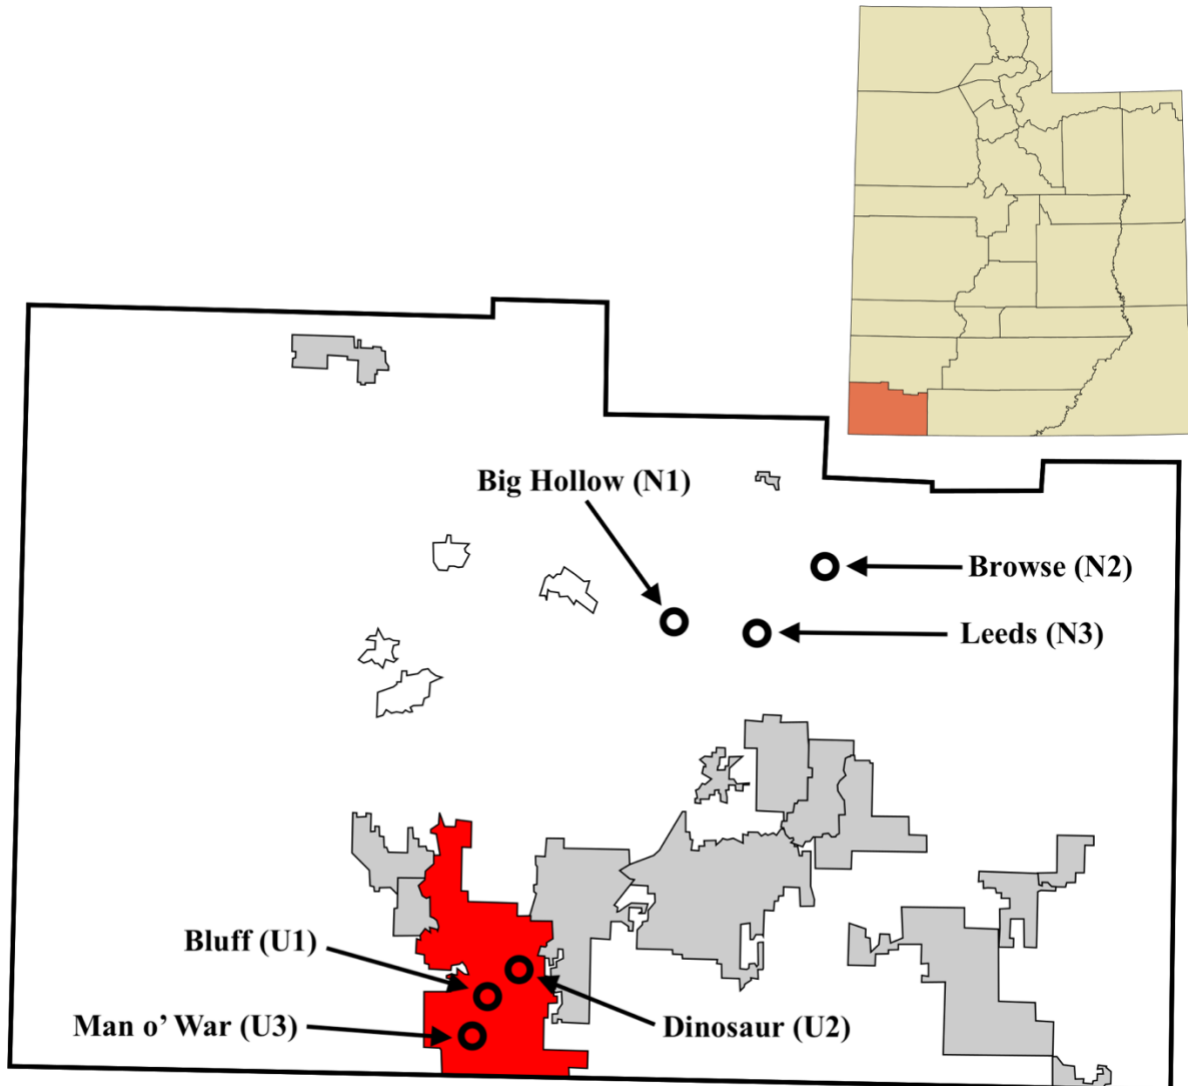 Big Hollow (N1)
Browse (N2)
Leeds (N3)
Bluff (U1)
Man o’ War (U3)
Dinosaur (U2)